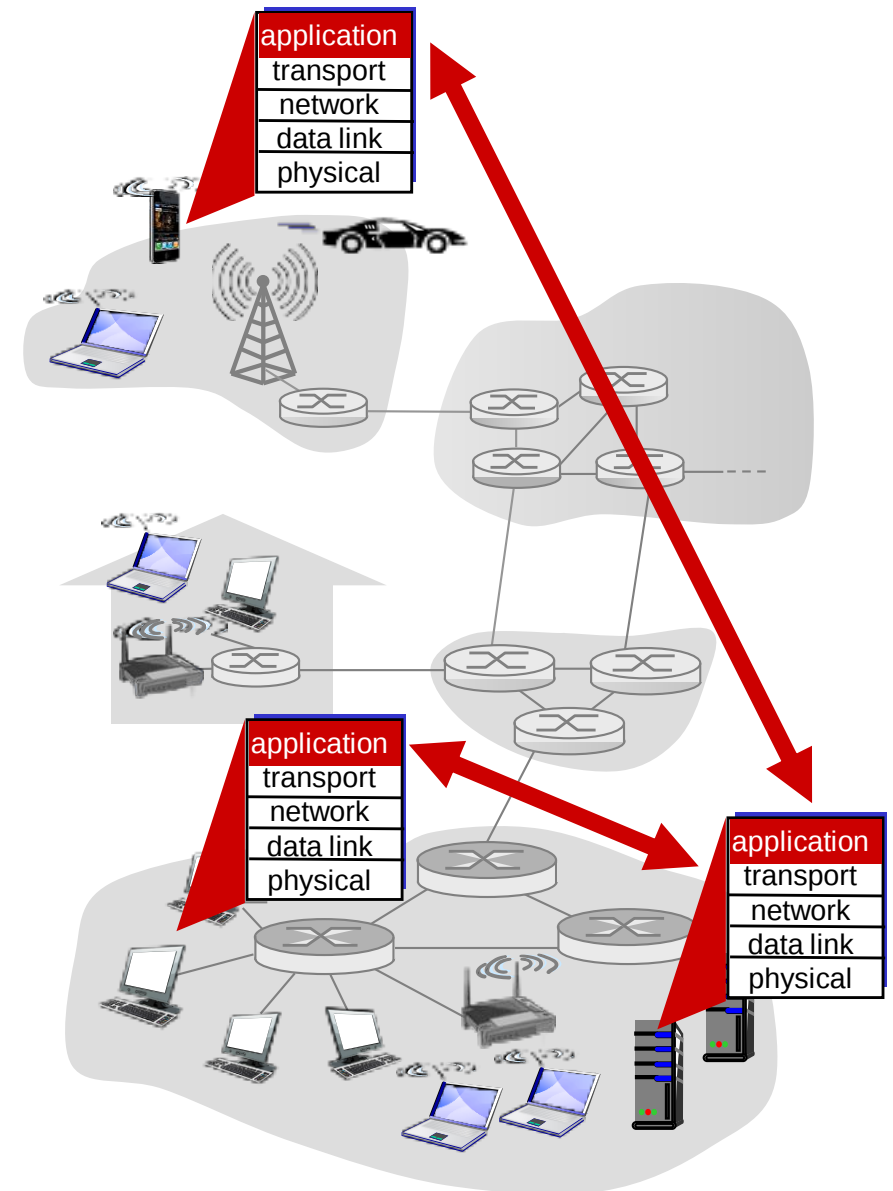 application
transport
network
data link
physical
application
transport
network
data link
physical
application
transport
network
data link
physical